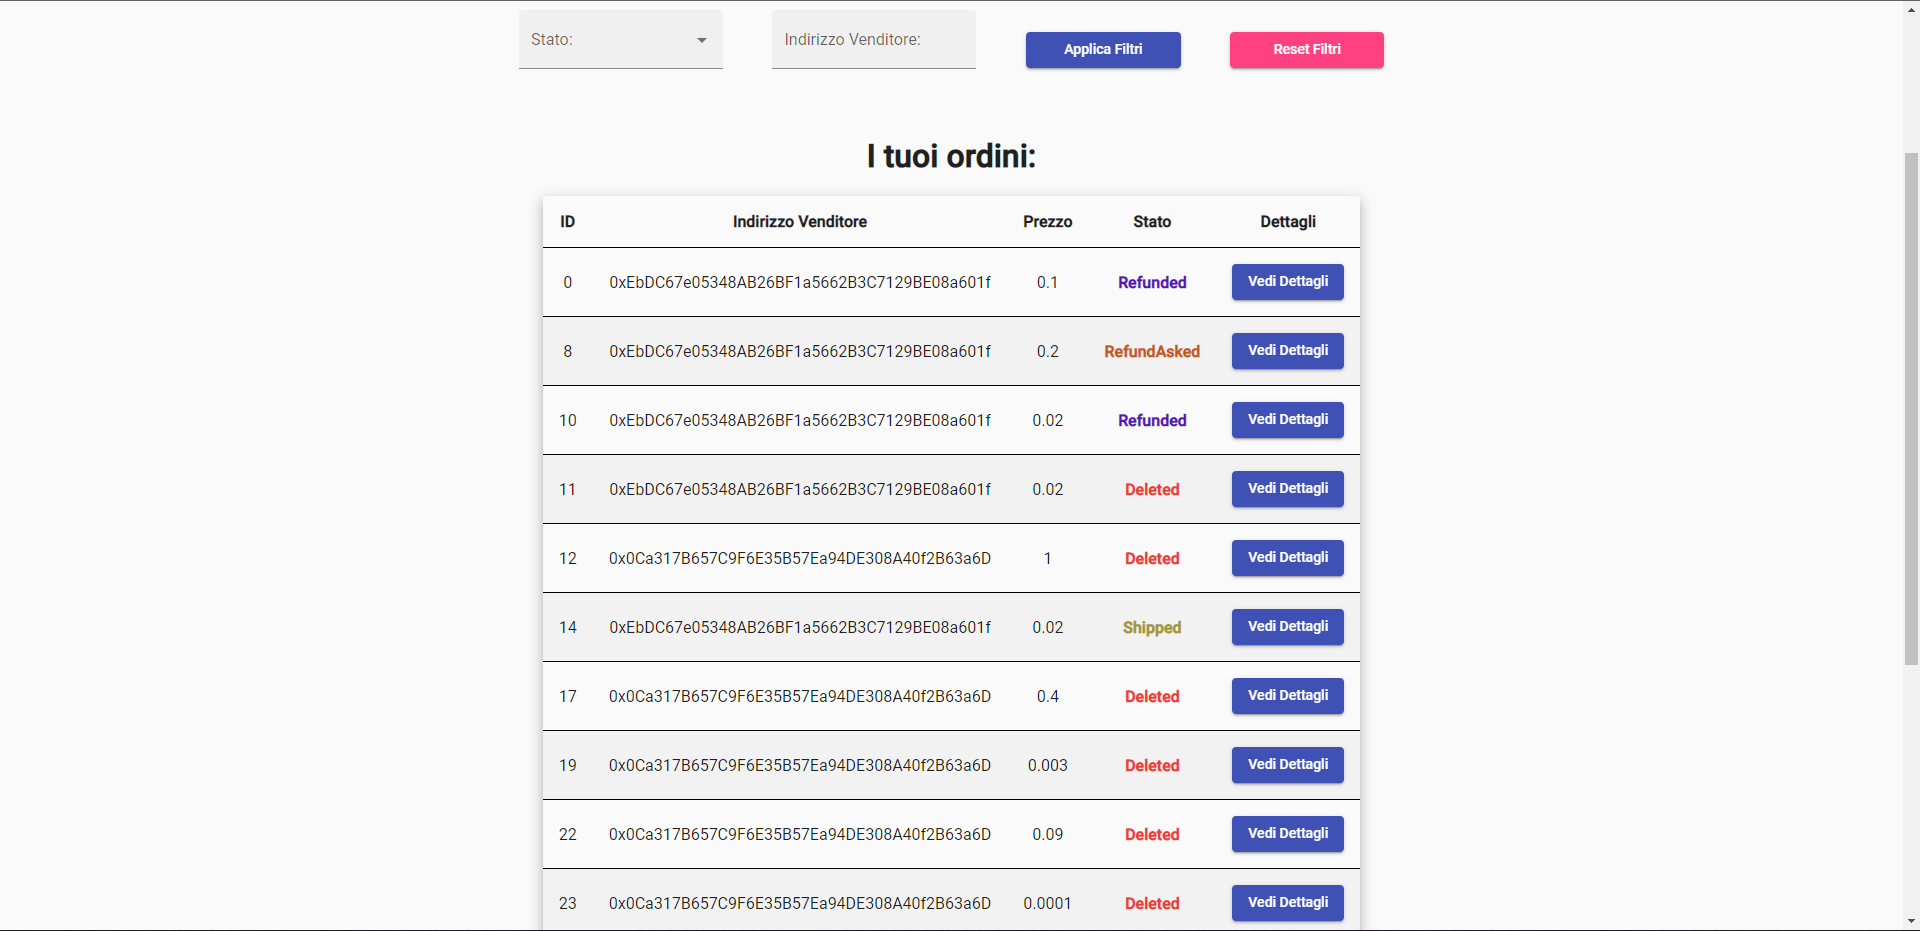 Stato: Indirizzo Venditore: Applica Filtri Reset Filtri
I tuoi ordini:
ID Indirizzo Venditore Prezzo Stato Dettagli
0 0xEbDC67e05348AB26BF1a5662B3C7129BE08a601f 0.1 Refunded Vedi Dettagli
8 0xEbDC67e05348AB26BF1a5662B3C7129BE08a601f 0.2 RefundAsked Vedi Dettagli
10 0xEbDC67e05348AB26BF1a5662B3C7129BE08a601f 0.02 Refunded Vedi Dettagli
11 0xEbDC67e05348AB26BF1a5662B3C7129BE08a601f 0.02 Deleted Vedi Dettagli
12 0x0Ca317B657C9F6E35B57Ea94DE308A40f2B63a6D 1 Deleted Vedi Dettagli
14 0xEbDC67e05348AB26BF1a5662B3C7129BE08a601f 0.02 Shipped Vedi Dettagli
17 0x0Ca317B657C9F6E35B57Ea94DE308A40f2B63a6D 0.4 Deleted Vedi Dettagli
19 0x0Ca317B657C9F6E35B57Ea94DE308A40f2B63a6D 0.003 Deleted Vedi Dettagli
22 0x0Ca317B657C9F6E35B57Ea94DE308A40f2B63a6D 0.09 Deleted Vedi Dettagli
23 0x0Ca317B657C9F6E35B57Ea94DE308A40f2B63a6D 0.0001 Deleted Vedi Dettagli